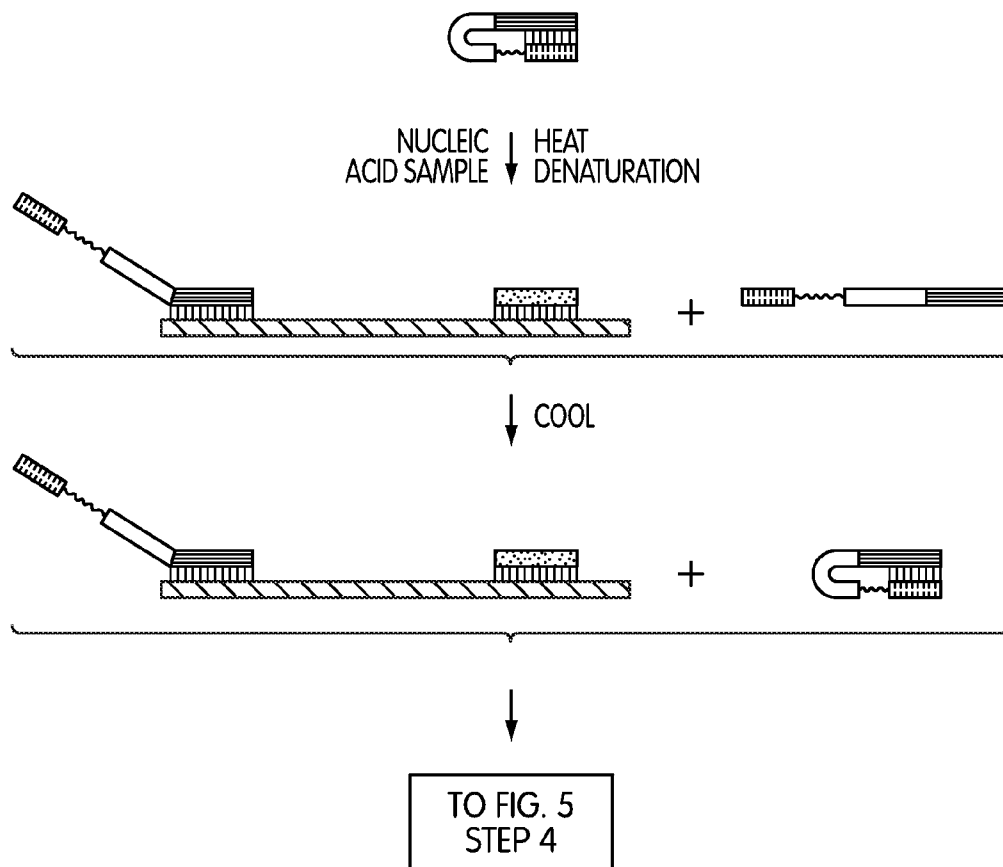 NUCLEIC
ACID SAMPLE
HEAT
DENATURATION
+
COOL
+
TO FIG. 5
STEP 4